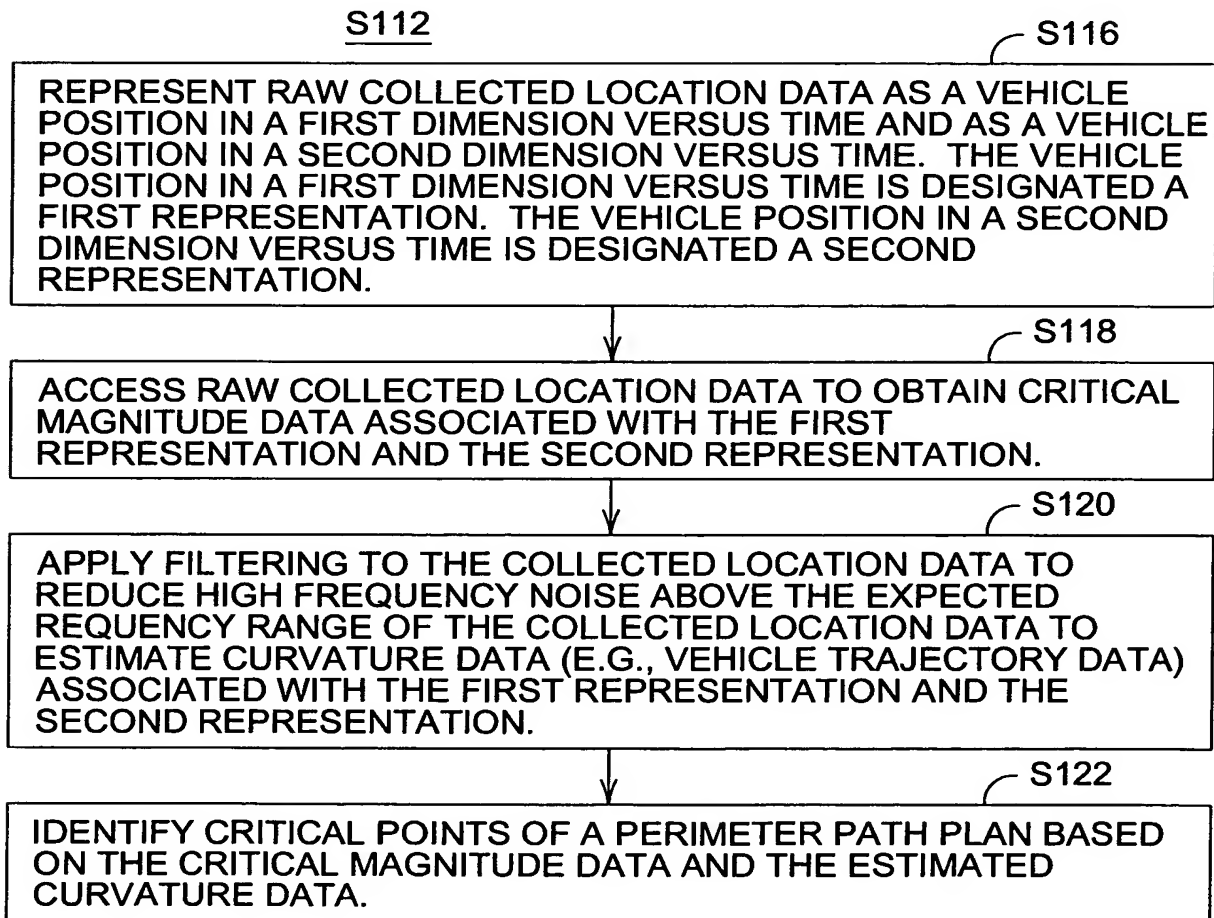 S112
S116
REPRESENT RAW COLLECTED LOCATION DATA AS A VEHICLE
POSITION IN A FIRST DIMENSION VERSUS TIME AND AS A VEHICLE
POSITION IN A SECOND DIMENSION VERSUS TIME. THE VEHICLE
POSITION IN A FIRST DIMENSION VERSUS TIME IS DESIGNATED A
FIRST REPRESENTATION. THE VEHICLE POSITION IN A SECOND
DIMENSION VERSUS TIME IS DESIGNATED A SECOND
REPRESENTATION.
S118
ACCESS RAW COLLECTED LOCATION DATA TO OBTAIN CRITICAL
MAGNITUDE DATA ASSOCIATED WITH THE FIRST
REPRESENTATION AND THE SECOND REPRESENTATION.
S120
APPLY FILTERING TO THE COLLECTED LOCATION DATA TO
REDUCE HIGH FREQUENCY NOISE ABOVE THE EXPECTED
REQUENCY RANGE OF THE COLLECTED LOCATION DATA TO
ESTIMATE CURVATURE DATA (E.G., VEHICLE TRAJECTORY DATA)
ASSOCIATED WITH THE FIRST REPRESENTATION AND THE
SECOND REPRESENTATION.
S122
IDENTIFY CRITICAL POINTS OF A PERIMETER PATH PLAN BASED
ON THE CRITICAL MAGNITUDE DATA AND THE ESTIMATED
CURVATURE DATA.